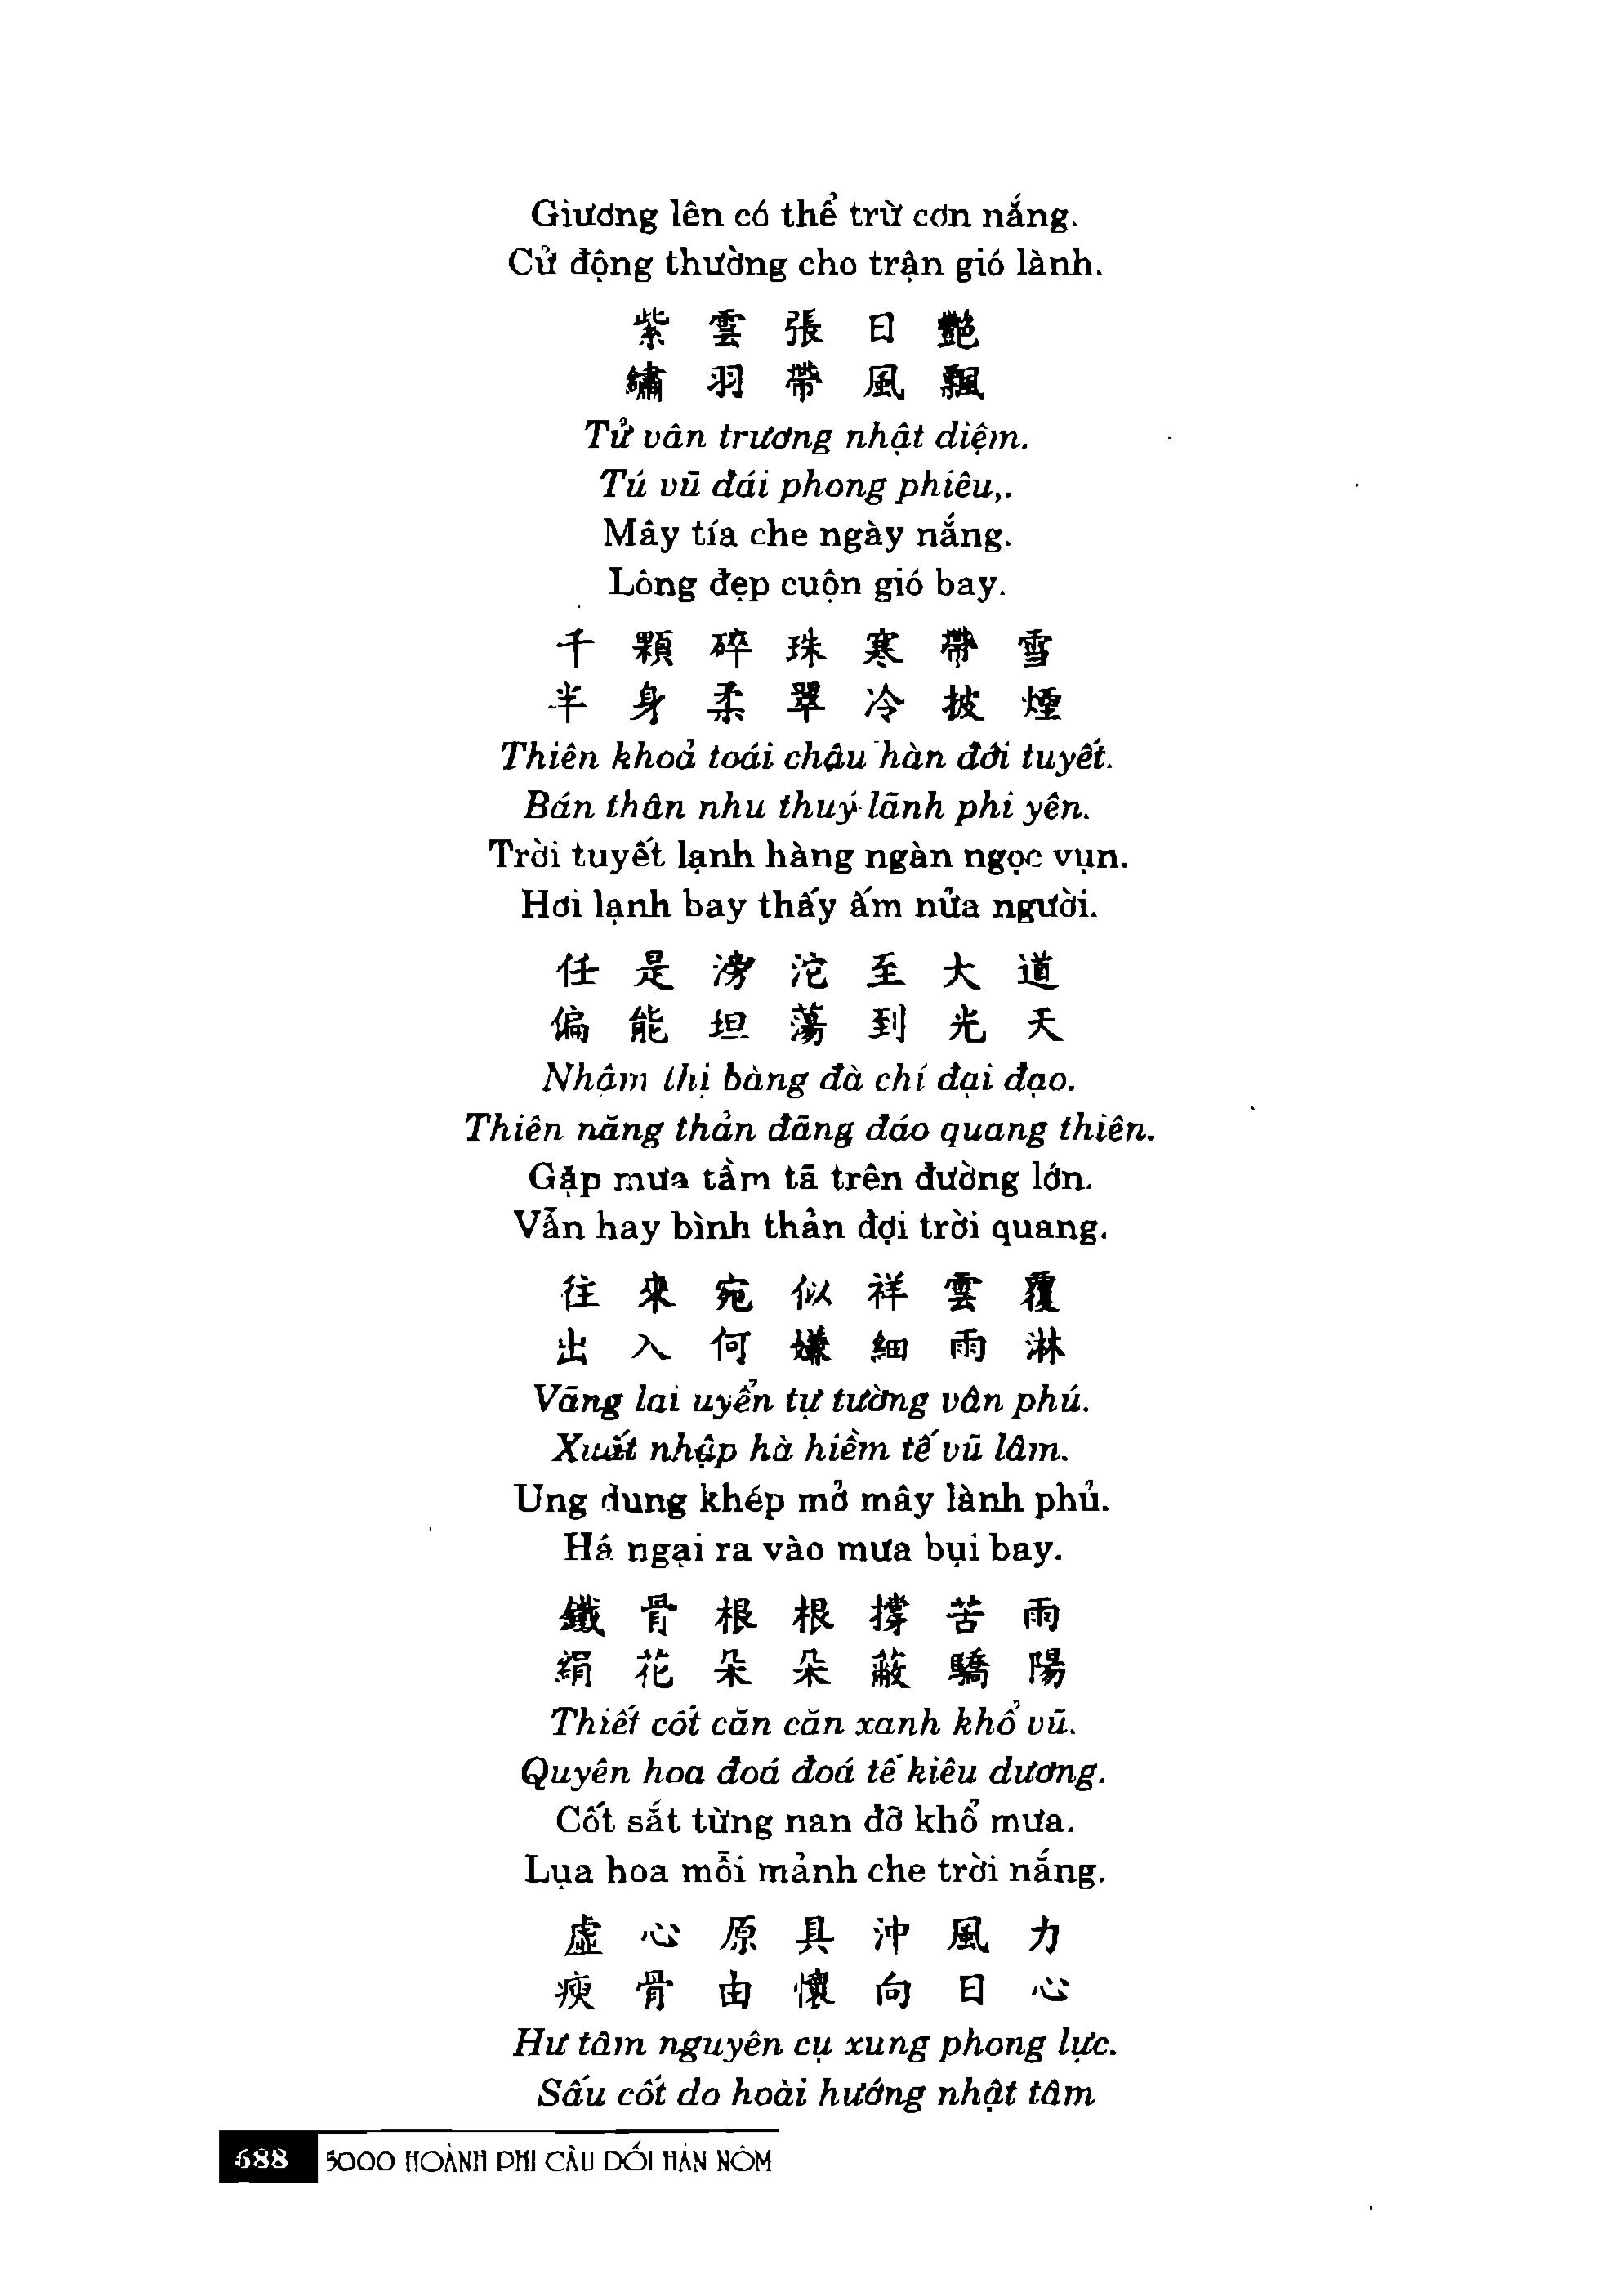 Giương lên có thể trừ cơn nắng.
Cử động thường cho trận gió lành.
紫雲張日艷
繡羽帶風飄
Tử vân trương nhật diệm.
Tú vũ đái phong phiêu,.
Mây tía che ngày nắng.
Lông đẹp cuộn gió bay.
千顆碎珠寒帶雪
半身柔翠冷披煙
Thiên khoả toái châu hàn đới tuyết.
Bán thân nhu thuý lãnh phi yên.
Trời tuyết lạnh hàng ngàn ngọc vụn.
Hơi lạnh bay thấy ấm nửa người.
任是滂沱至大道
偏能坦蕩到光天
Nhậm thị bàng đà chí đại đạo.
Thiên năng thản đãng đáo quang thiên.
Gặp mưa tầm tã trên đường lớn.
Vẫn hay bình thản đợi trời quang.
往來宛似祥雲覆
出入何嫌細雨淋
Vãng lai uyển tự tường vân phú.
Xuất nhập hà hiềm tế vũ lâm.
Ung dung khép mở mây lành phủ.
Há ngại ra vào mưa bụi bay.
鐵骨根根撐苦雨
絹花朵朵蔽驕陽
Thiết cốt căn căn xanh khổ vũ.
Quyên hoa đoá đoá tế kiêu dương.
Cốt sắt từng nan đỡ khổ mưa.
Lụa hoa mỗi mảnh che trời nắng.
虛心原具沖風力
瘐骨由懷向日心
Hư tâm nguyên cụ xung phong lực.
Sấu cốt do hoài hướng nhật tâm
688 5000 HOÀNH PHI CÂU ĐỐI HÁN NÔM